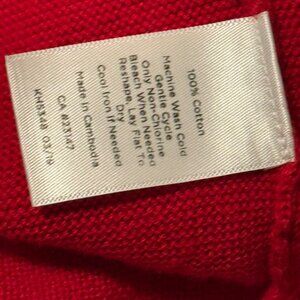 100% Cotton
Machine Wash Cold
Gentle Cycle
Only Non-Chlorine
Bleach When Needed
Reshape, Lay Flat To
Dry
Cool Iron if Needed
Made in Cambodia
CA #23147
KH5348 03/19